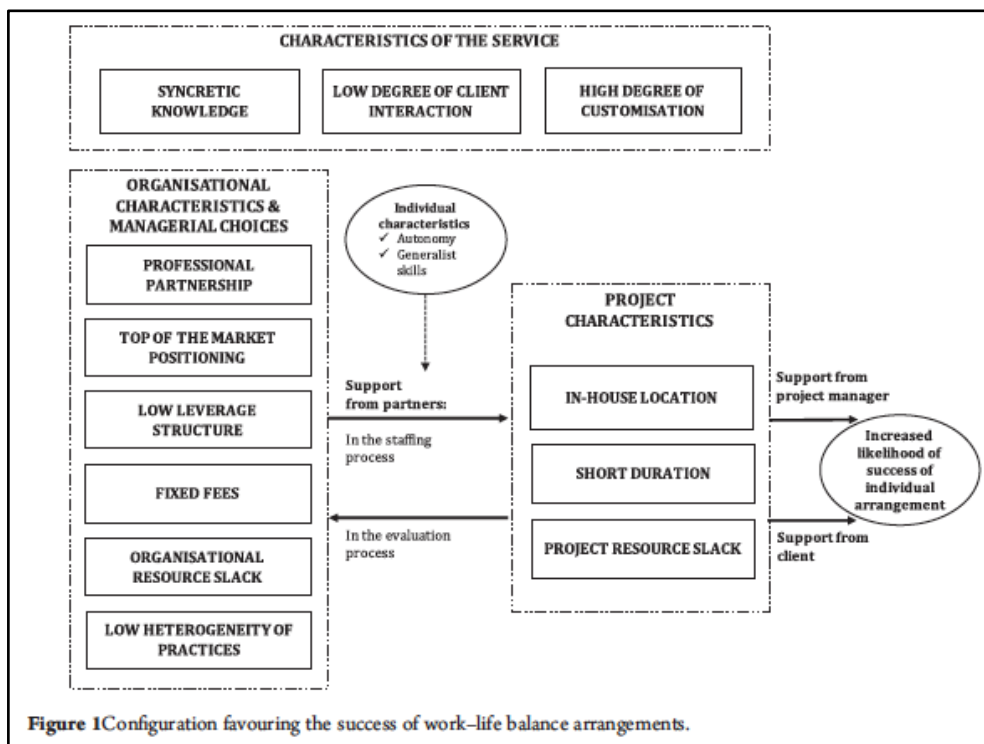 CHARACTERISTICS OF THE SERVICE
SYNCRETIC
KNOWLEDGE
LOW DEGREE OF CLIENT
INTERACTION
HIGH DEGREE OF
CUSTOMISATION
ORGANISATIONAL
CHARACTERISTICS &
MANAGERIAL CHOICES
PROFESSIONAL
PARTNERSHIP
TOP OF THE MARKET
POSITIONING
LOW LEVERAGE
STRUCTURE
FIXED FEES
ORGANISATIONAL
RESOURCE SLACK
LOW HETEROGENEITY OF
PRACTICES
Individual
characteristics
✓ Autonomy
✓ Generalist
skills
Support
from partners:
In the staffing
process
In the evaluation
process
PROJECT
CHARACTERISTICS
IN-HOUSE LOCATION
SHORT DURATION
PROJECT RESOURCE SLACK
Support from
project manager
Increased
likelihood of
success of
individual
arrangement
Support from
client
Figure 1Configuration favouring the success of work–life balance arrangements.